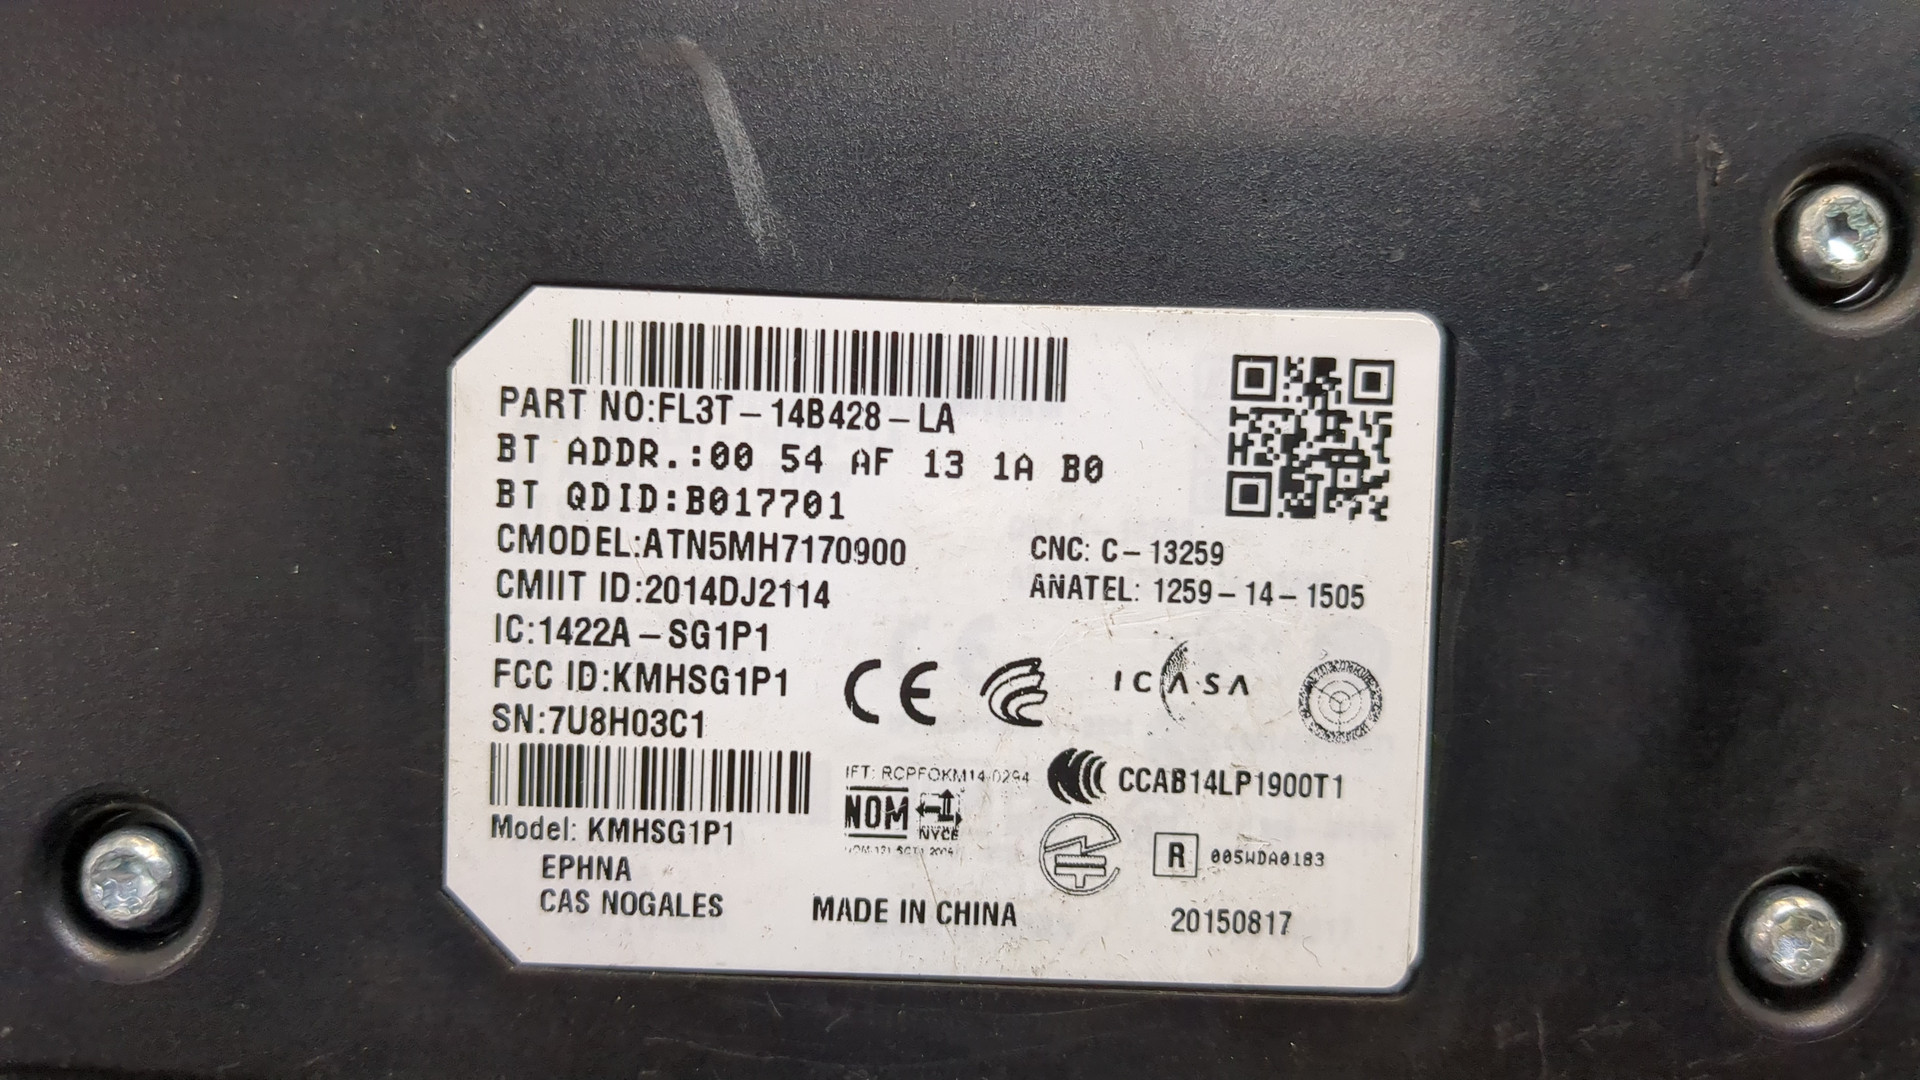 PART NO:FL3T-14B428-LA
BT ADDR.:00 54 AF 13 1A B0
BT QDID:B017701
CMODEL:ATN5MH7170900
CNC: C-13259
CMIIT ID:2014DJ2114
ANATEL: 1259-14-1505
IC:1422A-SG1P1
FCC ID:KMHSG1P1
CE
ICASA
SN:7U8H03C1
IFT: RCPFOKM14-0294
CCAB14LP1900T1
NOM
NYCE
Model: KMHSG1P1
R 005WDA0183
EPHNA
CAS NOGALES
MADE IN CHINA
20150817